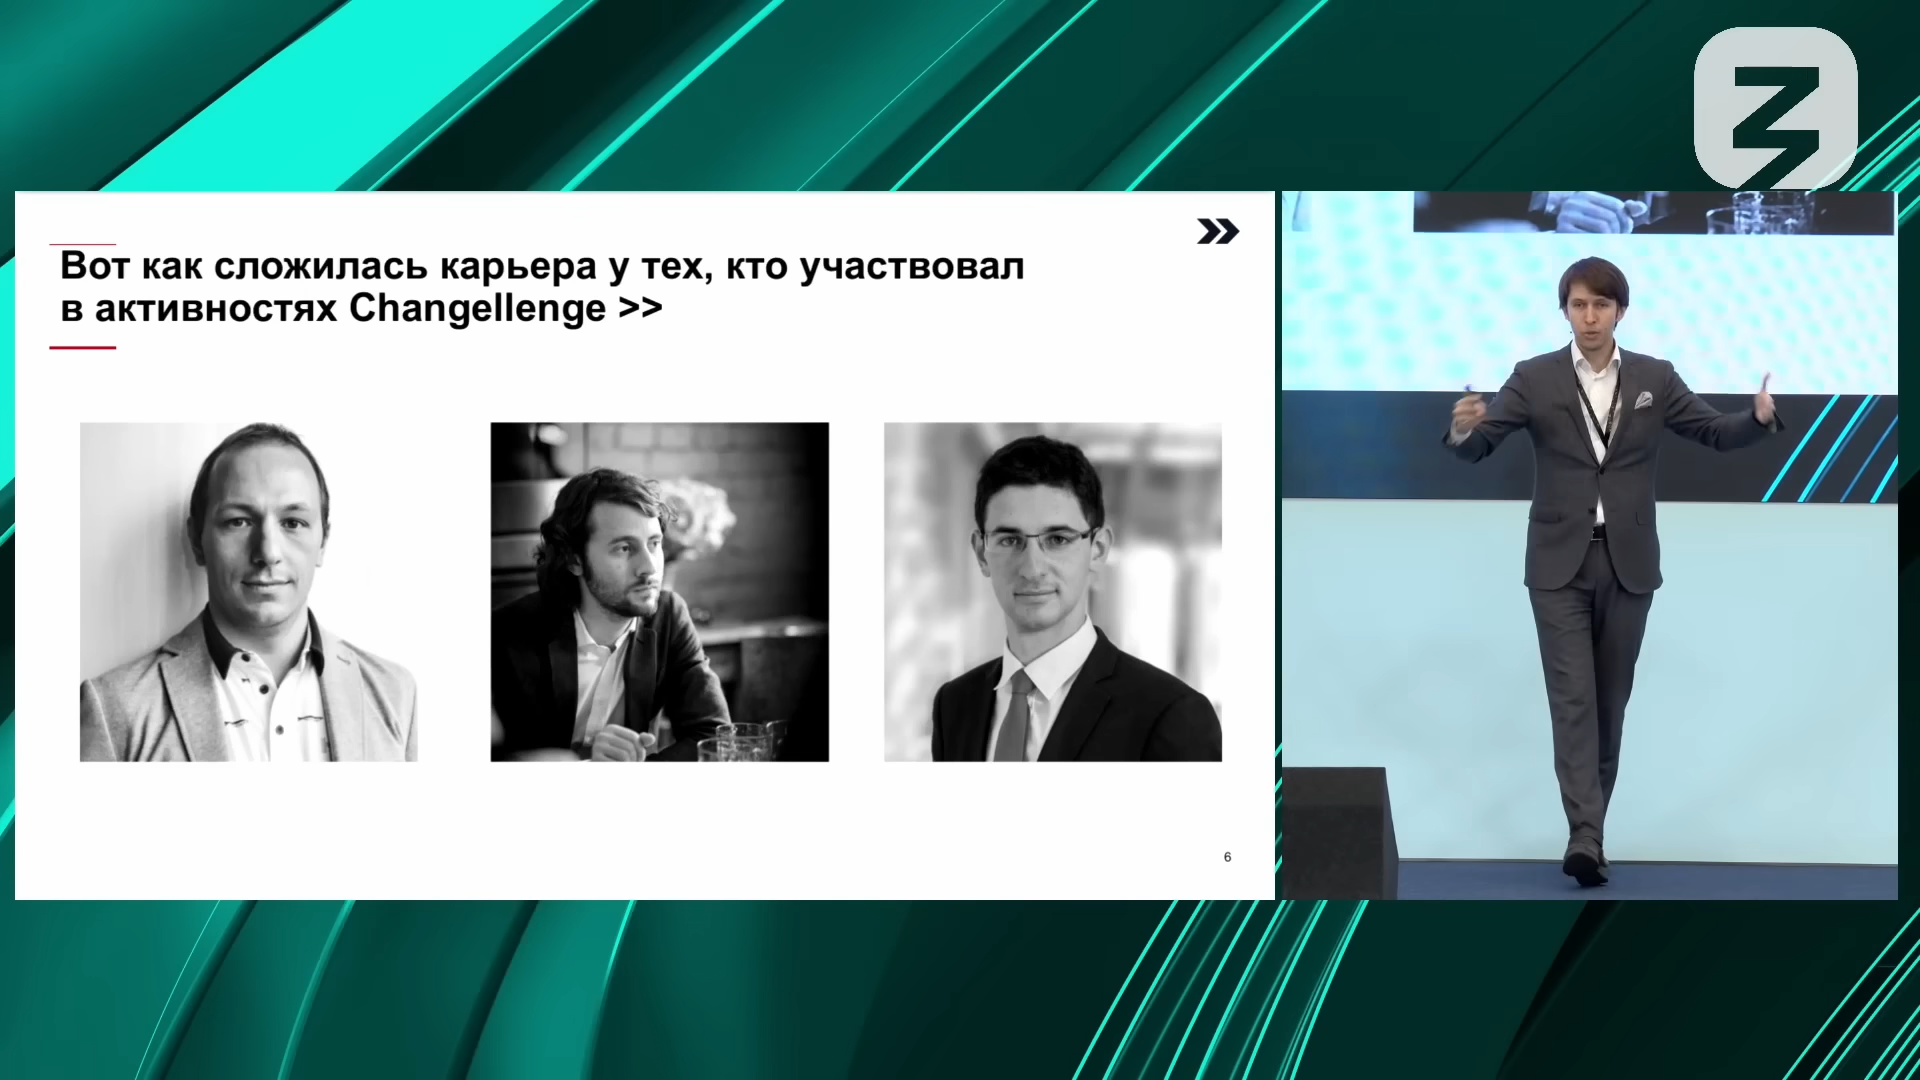 Вот как сложилась карьера у тех, кто участвовал
в активностях Changellenge >>
6